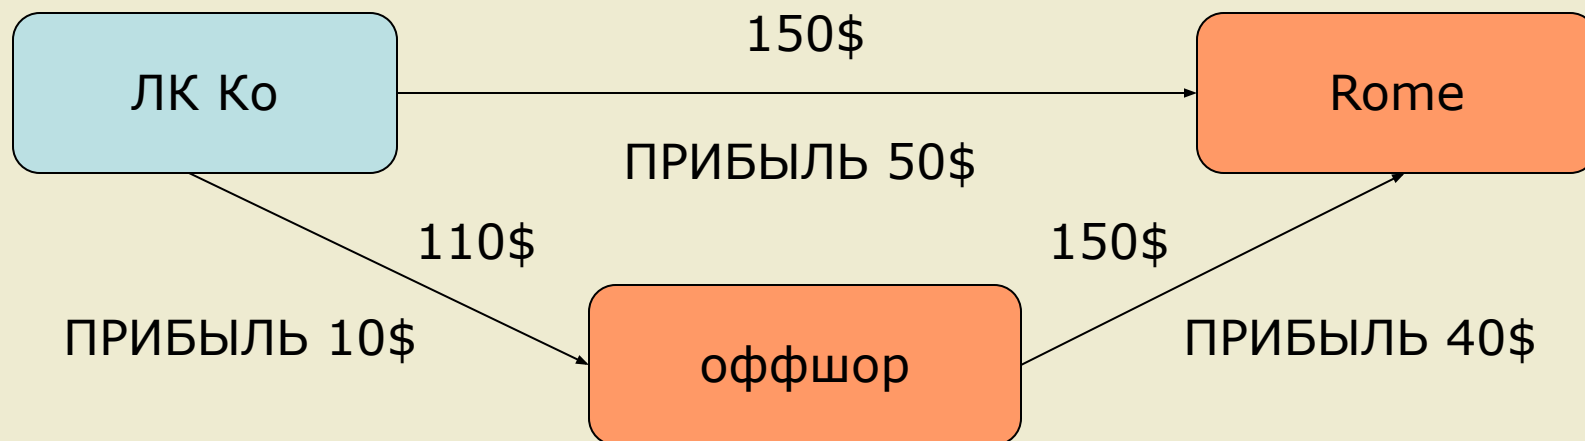 150$
ЛК Ко
Rome
ПРИБЫЛЬ 50$
110$
150$
ПРИБЫЛЬ 10$
ПРИБЫЛЬ 40$
оффшор